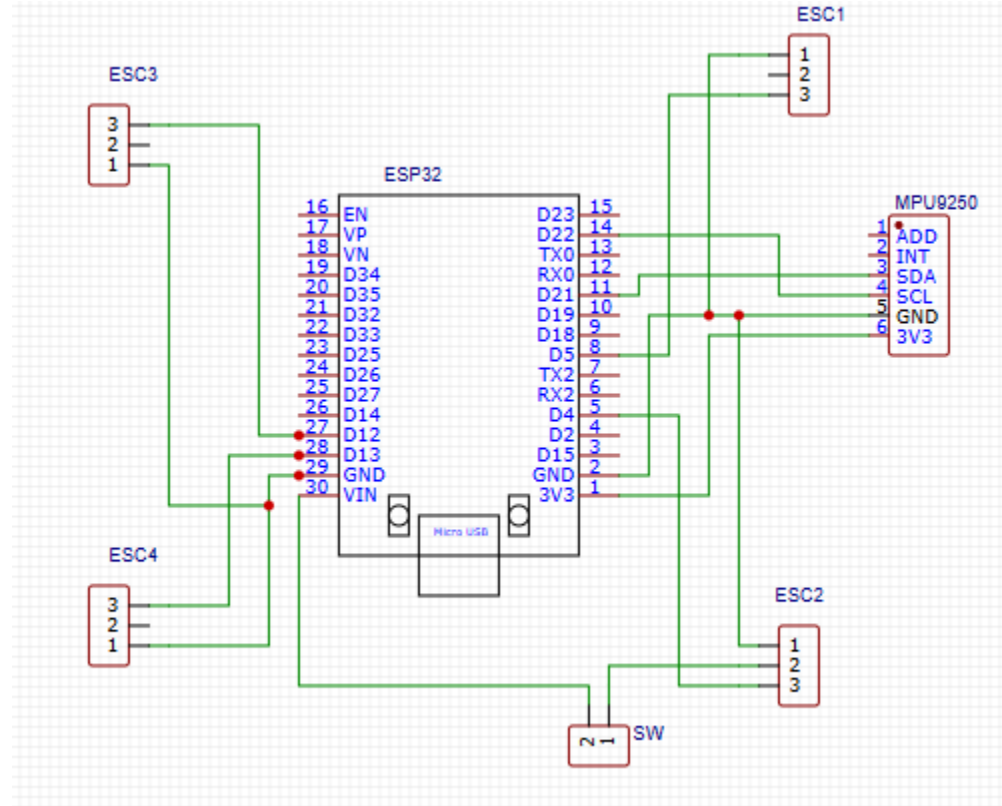 ESC1
1
2
3
ESC3
3
2
1
ESP32
16 EN
17 VP
18 VN
19 D34
20 D35
21 D32
22 D33
23 D25
24 D26
25 D27
26 D14
27 D12
28 D13
29 GND
30 VIN
D23 15
D22 14
TX0 13
RX0 12
D21 11
D19 10
D18 9
D5 8
TX2 7
RX2 6
D4 5
D2 4
D15 3
GND 2
3V3 1
Micro USB
MPU9250
1 ADD
2 INT
3 SDA
4 SCL
5 GND
6 3V3
ESC4
3
2
1
ESC2
1
2
3
SW
2 1